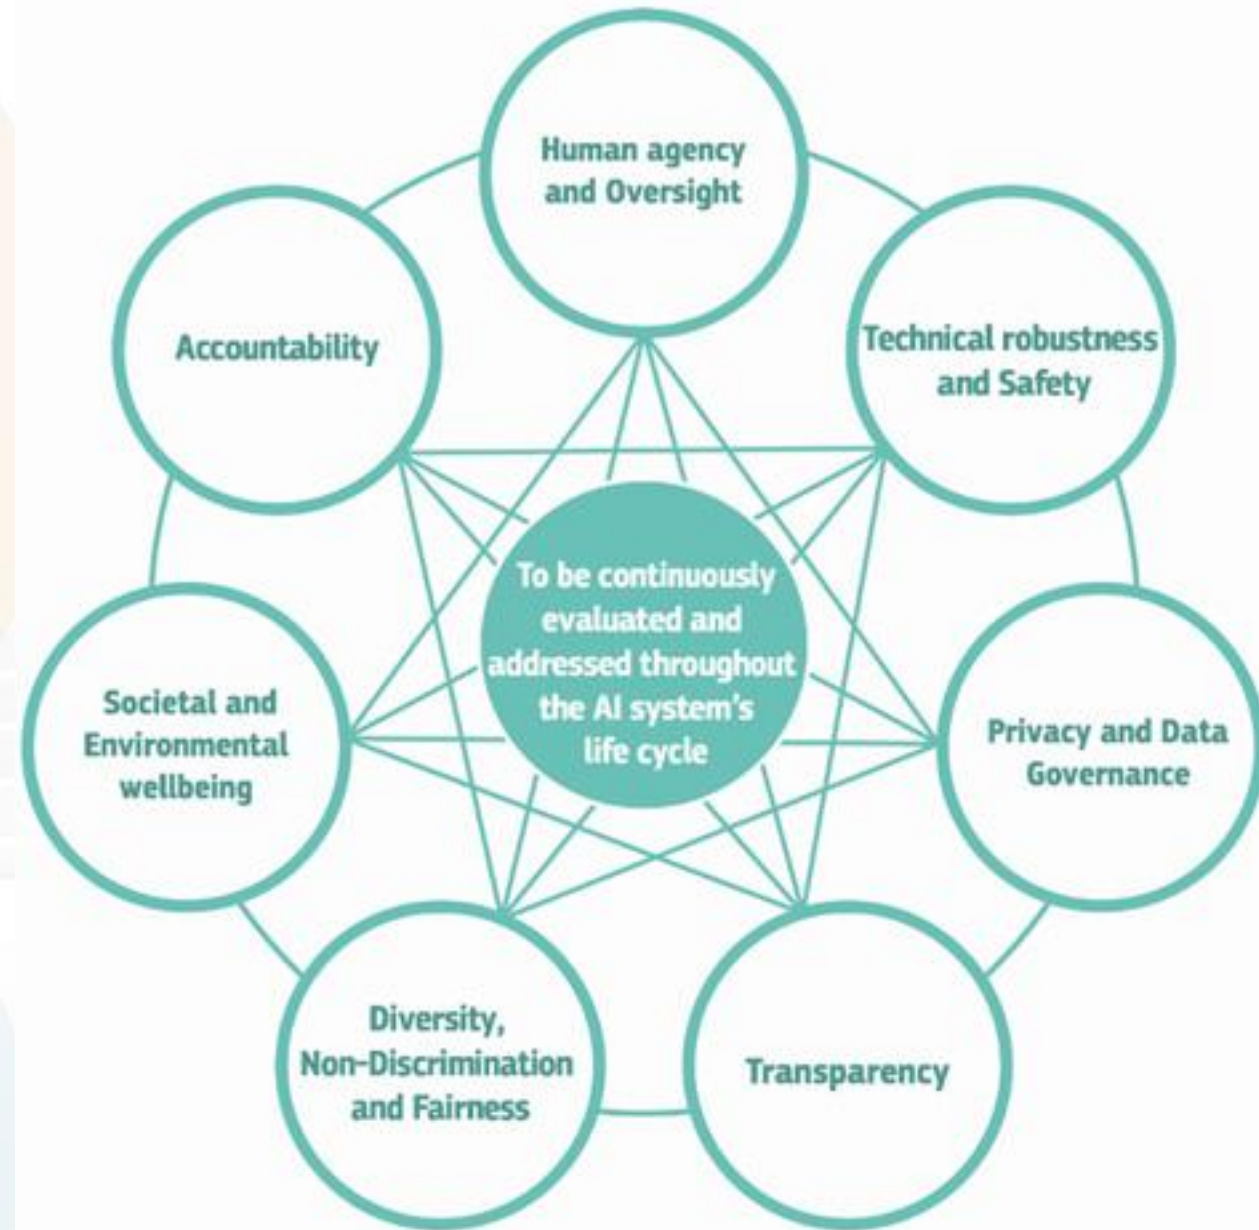 Human agency
and Oversight
Technical robustness
and Safety
Privacy and Data
Governance
Transparency
Diversity,
Non-Discrimination
and Fairness
Societal and
Environmental
wellbeing
Accountability
To be continuously
evaluated and
addressed throughout
the AI system's
life cycle